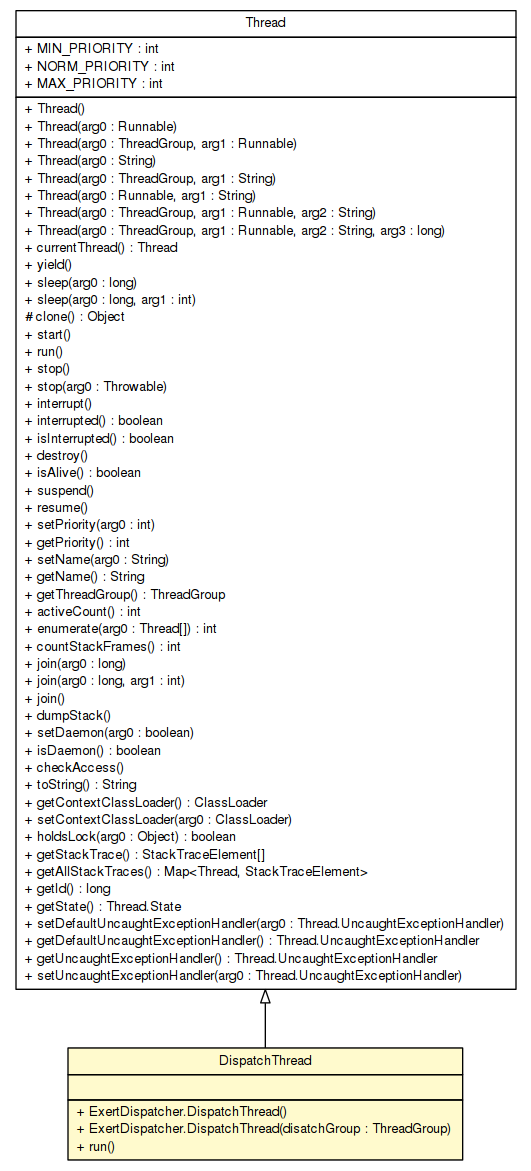 Thread
+ MIN_PRIORITY : int
+ NORM_PRIORITY : int
+ MAX_PRIORITY : int
+ Thread()
+ Thread(arg0 : Runnable)
+ Thread(arg0 : ThreadGroup, arg1 : Runnable)
+ Thread(arg0 : String)
+ Thread(arg0 : ThreadGroup, arg1 : String)
+ Thread(arg0 : Runnable, arg1 : String)
+ Thread(arg0 : ThreadGroup, arg1 : Runnable, arg2 : String)
+ Thread(arg0 : ThreadGroup, arg1 : Runnable, arg2 : String, arg3 : long)
+ currentThread() : Thread
+ yield()
+ sleep(arg0 : long)
+ sleep(arg0 : long, arg1 : int)
# clone() : Object
+ start()
+ run()
+ stop()
+ stop(arg0 : Throwable)
+ interrupt()
+ interrupted() : boolean
+ isInterrupted() : boolean
+ destroy()
+ isAlive() : boolean
+ suspend()
+ resume()
+ setPriority(arg0 : int)
+ getPriority() : int
+ setName(arg0 : String)
+ getName() : String
+ getThreadGroup() : ThreadGroup
+ activeCount() : int
+ enumerate(arg0 : Thread[]) : int
+ countStackFrames() : int
+ join(arg0 : long)
+ join(arg0 : long, arg1 : int)
+ join()
+ dumpStack()
+ setDaemon(arg0 : boolean)
+ isDaemon() : boolean
+ checkAccess()
+ toString() : String
+ getContextClassLoader() : ClassLoader
+ setContextClassLoader(arg0 : ClassLoader)
+ holdsLock(arg0 : Object) : boolean
+ getStackTrace() : StackTraceElement[]
+ getAllStackTraces() : Map<Thread, StackTraceElement>
+ getId() : long
+ getState() : Thread.State
+ setDefaultUncaughtExceptionHandler(arg0 : Thread.UncaughtExceptionHandler)
+ getDefaultUncaughtExceptionHandler() : Thread.UncaughtExceptionHandler
+ getUncaughtExceptionHandler() : Thread.UncaughtExceptionHandler
+ setUncaughtExceptionHandler(arg0 : Thread.UncaughtExceptionHandler)
DispatchThread
+ ExertDispatcher.DispatchThread()
+ ExertDispatcher.DispatchThread(disatchGroup : ThreadGroup)
+ run()